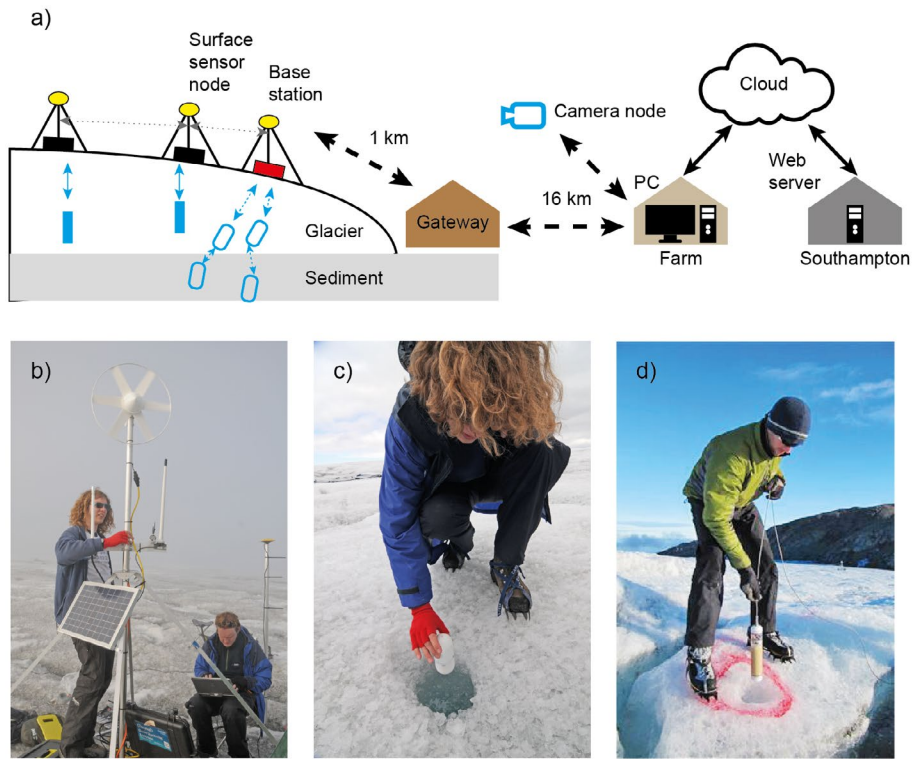 a)
Surface
sensor
node
Base
station
1 km
Camera node
Cloud
Web
server
PC
16 km
Gateway
Glacier
Farm
Southampton
Sediment
b)
c)
d)